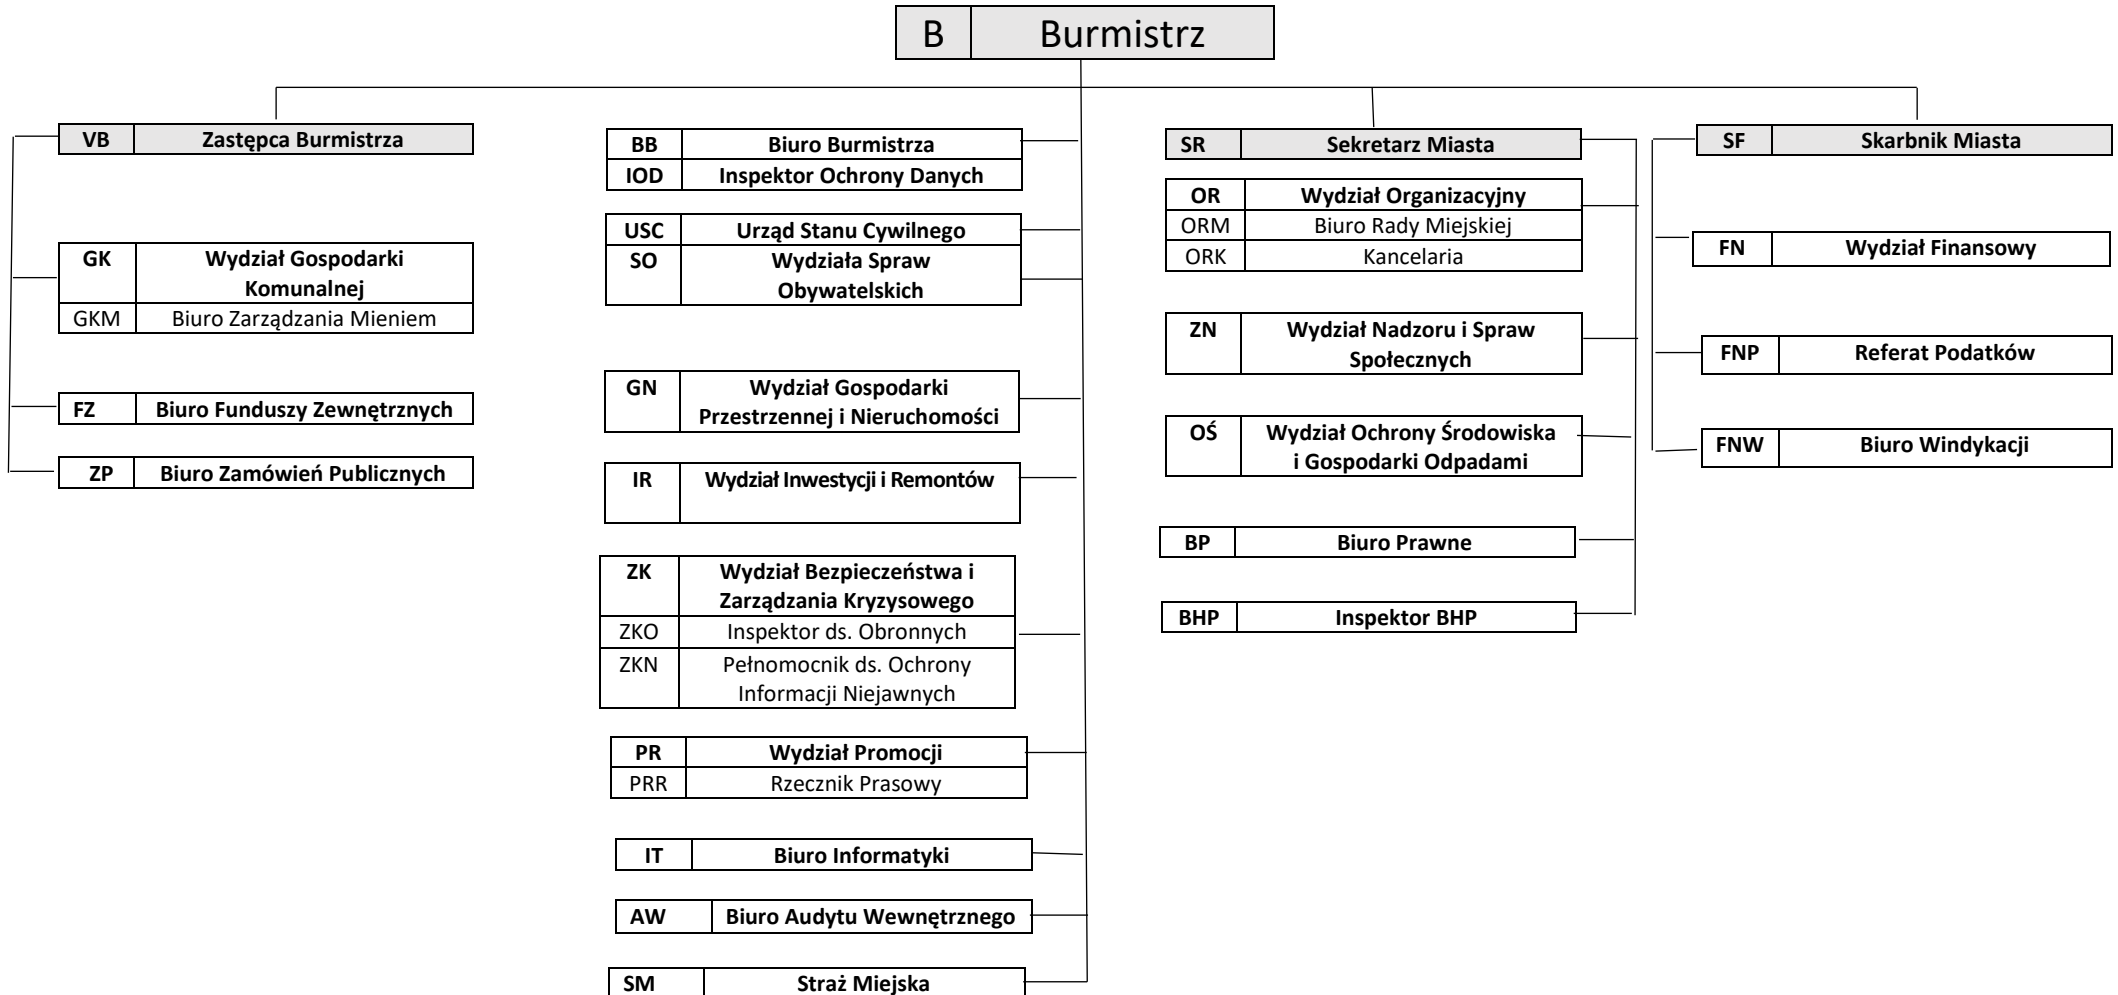 B Burmistrz
VB Zastępca Burmistrza
GK Wydział Gospodarki
Komunalnej
GKM Biuro Zarządzania Mieniem
FZ Biuro Funduszy Zewnętrznych
ZP Biuro Zamówień Publicznych
BB Biuro Burmistrza
IOD Inspektor Ochrony Danych
USC Urząd Stanu Cywilnego
SO Wydziała Spraw
Obywatelskich
GN Wydział Gospodarki
Przestrzennej i Nieruchomości
IR Wydział Inwestycji i Remontów
ZK Wydział Bezpieczeństwa i
Zarządzania Kryzysowego
ZKO Inspektor ds. Obronnych
ZKN Pełnomocnik ds. Ochrony
Informacji Niejawnych
PR Wydział Promocji
PRR Rzecznik Prasowy
IT Biuro Informatyki
AW Biuro Audytu Wewnętrznego
SM Straż Miejska
SR Sekretarz Miasta
OR Wydział Organizacyjny
ORM Biuro Rady Miejskiej
ORK Kancelaria
ZN Wydział Nadzoru i Spraw
Społecznych
OŚ Wydział Ochrony Środowiska
i Gospodarki Odpadami
BP Biuro Prawne
BHP Inspektor BHP
SF Skarbnik Miasta
FN Wydział Finansowy
FNP Referat Podatków
FNW Biuro Windykacji